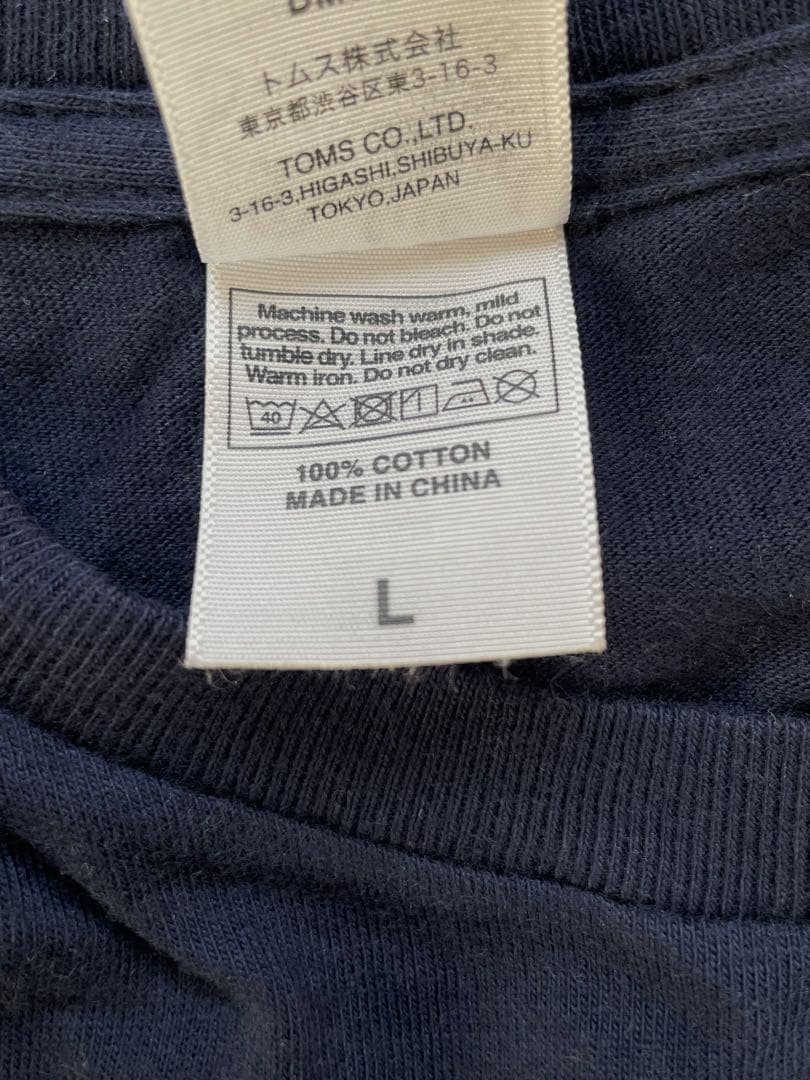 トムス株式会社
東京都渋谷区東3-16-3
TOMS CO.,LTD.
3-16-3,HIGASHI,SHIBUYA-KU
TOKYO,JAPAN
Machine wash warm, mild
process. Do not bleach. Do not
tumble dry. Line dry in shade.
Warm iron. Do not dry clean.
40
100% COTTON
MADE IN CHINA
L